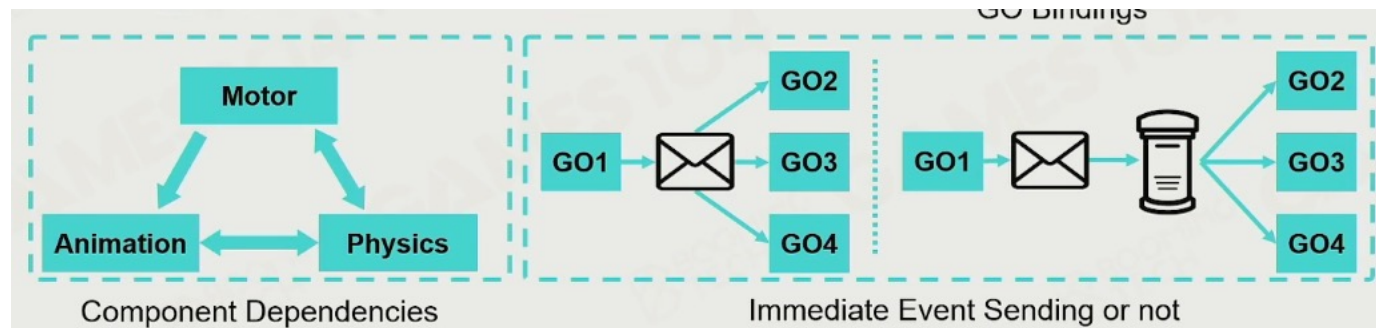 GO Bindings
Motor
Animation
Physics
Component Dependencies
GO1
GO2
GO3
GO4
GO1
GO2
GO3
GO4
Immediate Event Sending or not